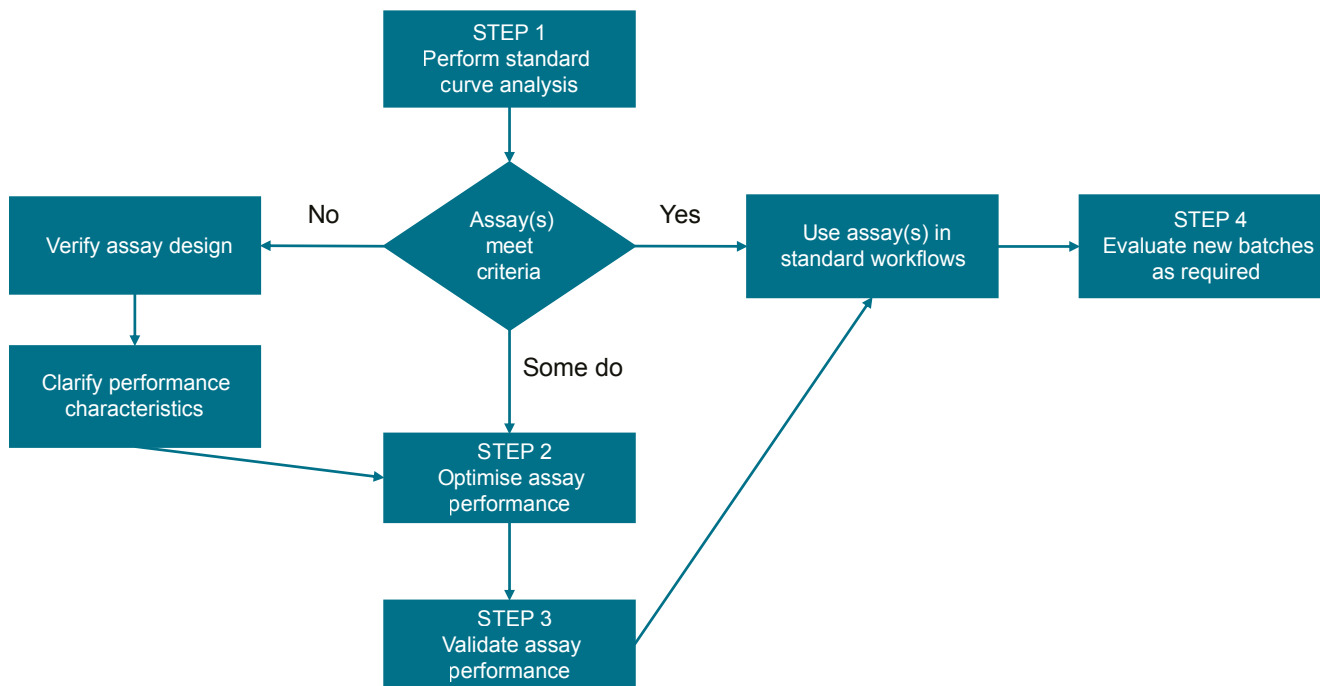 STEP 1
Perform standard
curve analysis
No
Assay(s)
meet
criteria
Yes
Verify assay design
Use assay(s) in
standard workflows
STEP 4
Evaluate new batches
as required
Clarify performance
characteristics
Some do
STEP 2
Optimise assay
performance
STEP 3
Validate assay
performance